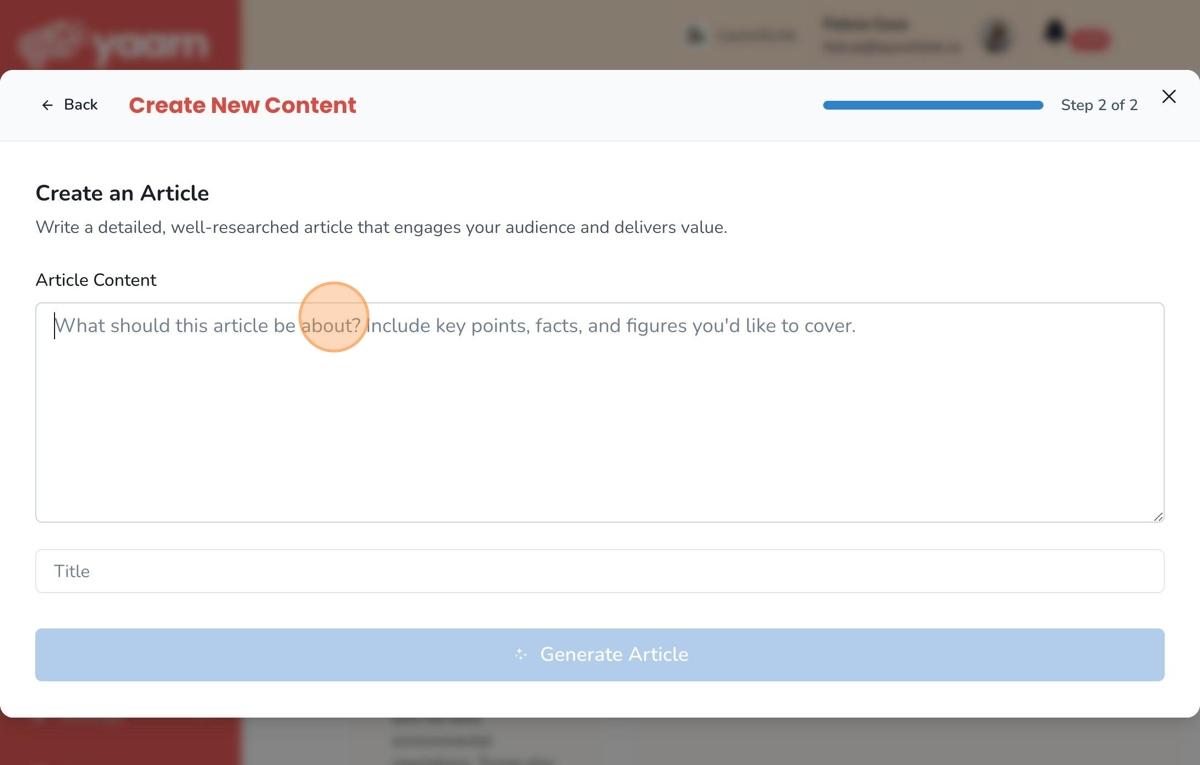 yaarn
← Back
Create New Content
Step 2 of 2
Create an Article
Write a detailed, well-researched article that engages your audience and delivers value.
Article Content
What should this article be about? Include key points, facts, and figures you'd like to cover.
Title
Generate Article